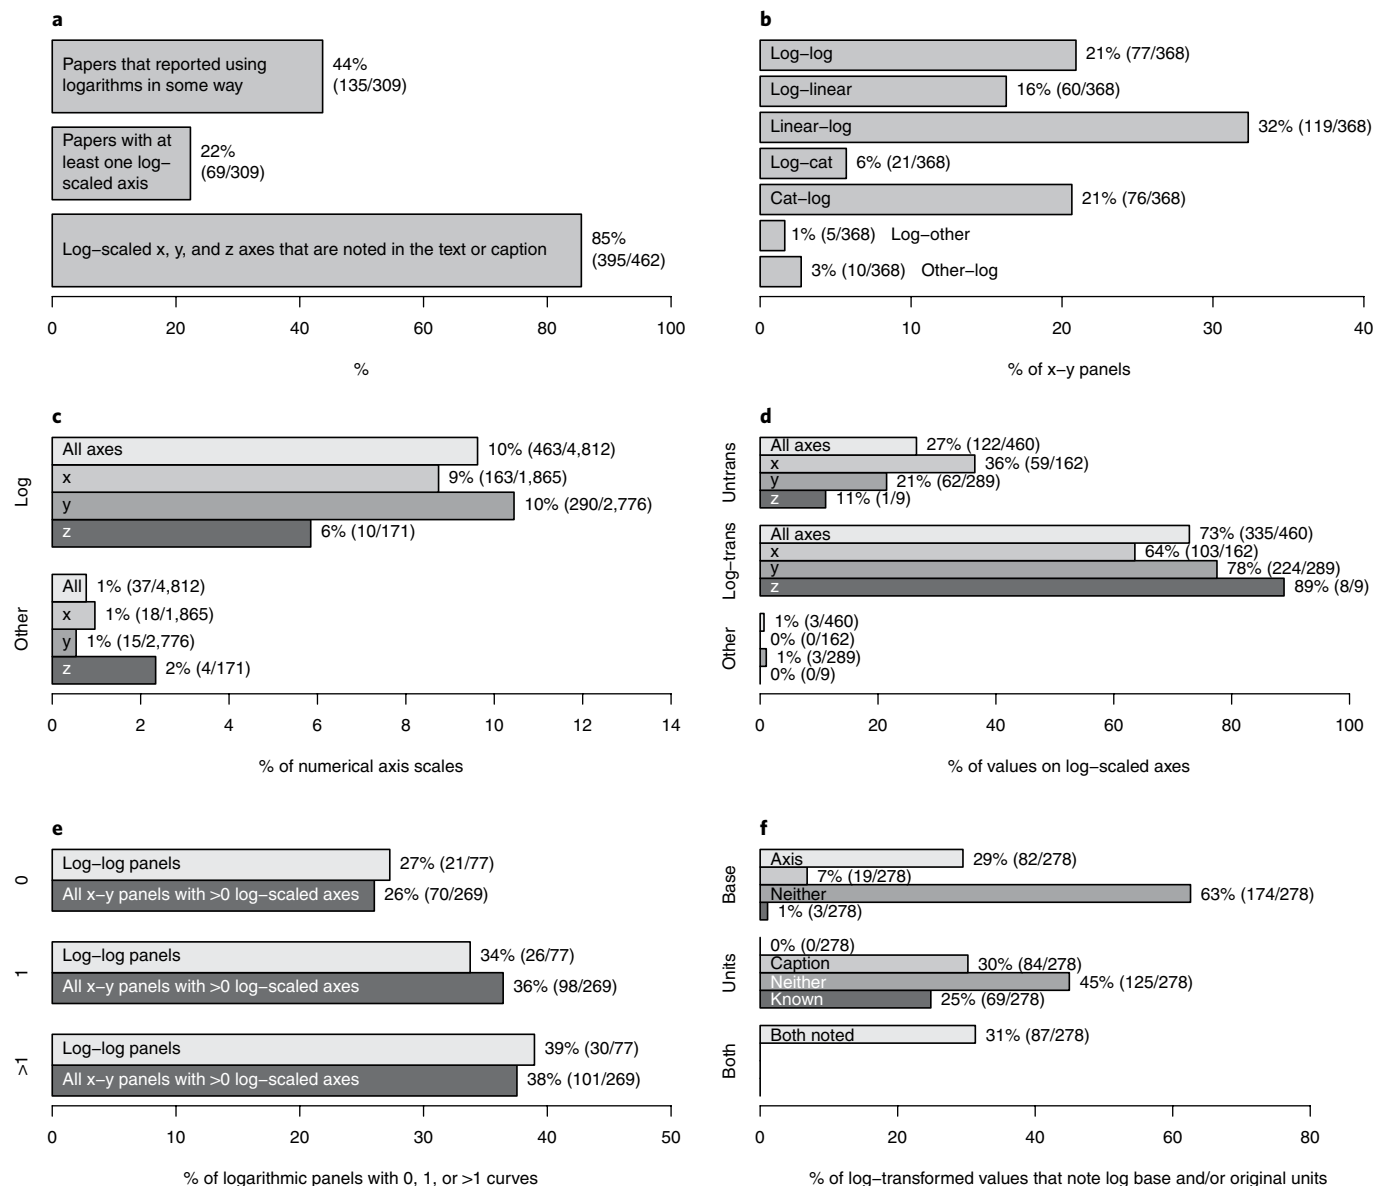 a
Papers that reported using
logarithms in some way
44%
(135/309)
Papers with at
least one log–
scaled axis
22%
(69/309)
Log–scaled x, y, and z axes that are noted in the text or caption
85%
(395/462)
0 20 40 60 80 100
%
b
Log–log 21% (77/368)
Log–linear 16% (60/368)
Linear–log 32% (119/368)
Log–cat 6% (21/368)
Cat–log 21% (76/368)
1% (5/368) Log–other
3% (10/368) Other–log
0 10 20 30 40
% of x–y panels
c
Log
All axes 10% (463/4,812)
x 9% (163/1,865)
y 10% (290/2,776)
z 6% (10/171)
Other
All 1% (37/4,812)
x 1% (18/1,865)
y 1% (15/2,776)
z 2% (4/171)
0 2 4 6 8 10 12 14
% of numerical axis scales
d
Untrans
All axes 27% (122/460)
x 36% (59/162)
y 21% (62/289)
z 11% (1/9)
Log–trans
All axes 73% (335/460)
x 64% (103/162)
y 78% (224/289)
z 89% (8/9)
Other
1% (3/460)
0% (0/162)
1% (3/289)
0% (0/9)
0 20 40 60 80 100
% of values on log–scaled axes
e
0
Log–log panels 27% (21/77)
All x–y panels with >0 log–scaled axes 26% (70/269)
1
Log–log panels 34% (26/77)
All x–y panels with >0 log–scaled axes 36% (98/269)
>1
Log–log panels 39% (30/77)
All x–y panels with >0 log–scaled axes 38% (101/269)
0 10 20 30 40 50
% of logarithmic panels with 0, 1, or >1 curves
f
Base
Axis 29% (82/278)
7% (19/278)
Neither 63% (174/278)
1% (3/278)
Units
0% (0/278)
Caption 30% (84/278)
Neither 45% (125/278)
Known 25% (69/278)
Both
Both noted 31% (87/278)
0 20 40 60 80
% of log–transformed values that note log base and/or original units